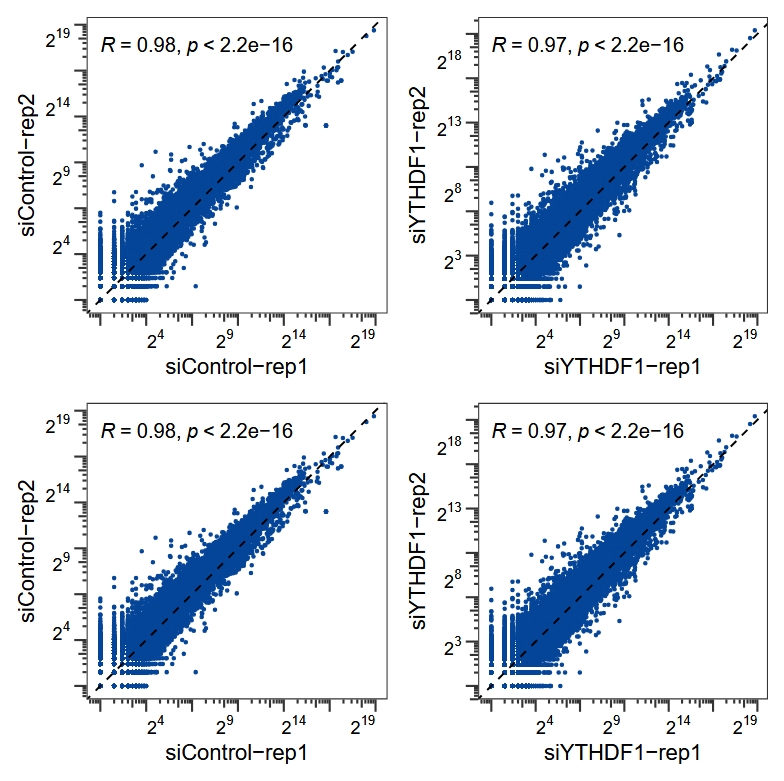 R = 0.98, p < 2.2e−16
2^19
2^14
2^9
2^4
siControl−rep2
2^4 2^9 2^14 2^19
siControl−rep1
R = 0.97, p < 2.2e−16
2^18
2^13
2^8
2^3
siYTHDF1−rep2
2^4 2^9 2^14 2^19
siYTHDF1−rep1
R = 0.98, p < 2.2e−16
2^19
2^14
2^9
2^4
siControl−rep2
2^4 2^9 2^14 2^19
siControl−rep1
R = 0.97, p < 2.2e−16
2^18
2^13
2^8
2^3
siYTHDF1−rep2
2^4 2^9 2^14 2^19
siYTHDF1−rep1